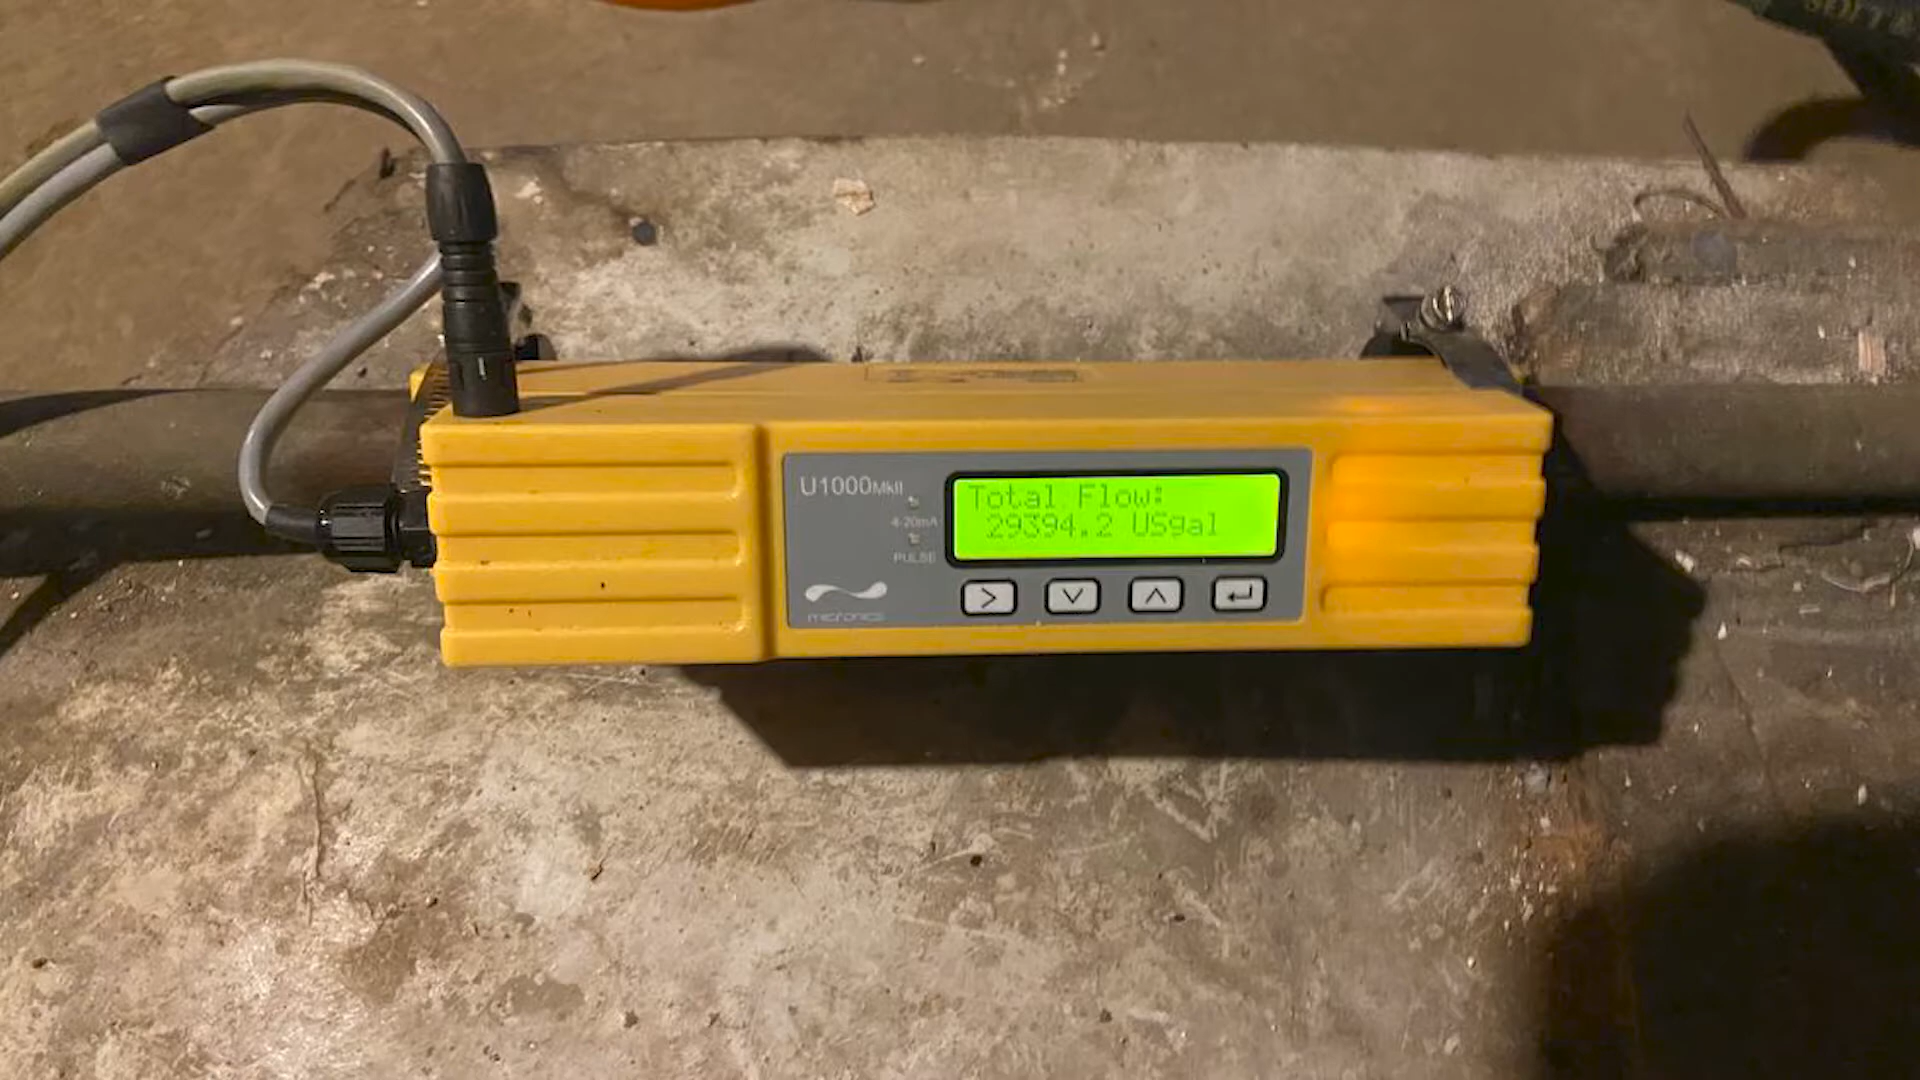 U1000MkII
4-20mA
PULSE
micronics
Total Flow:
29394.2 USgal